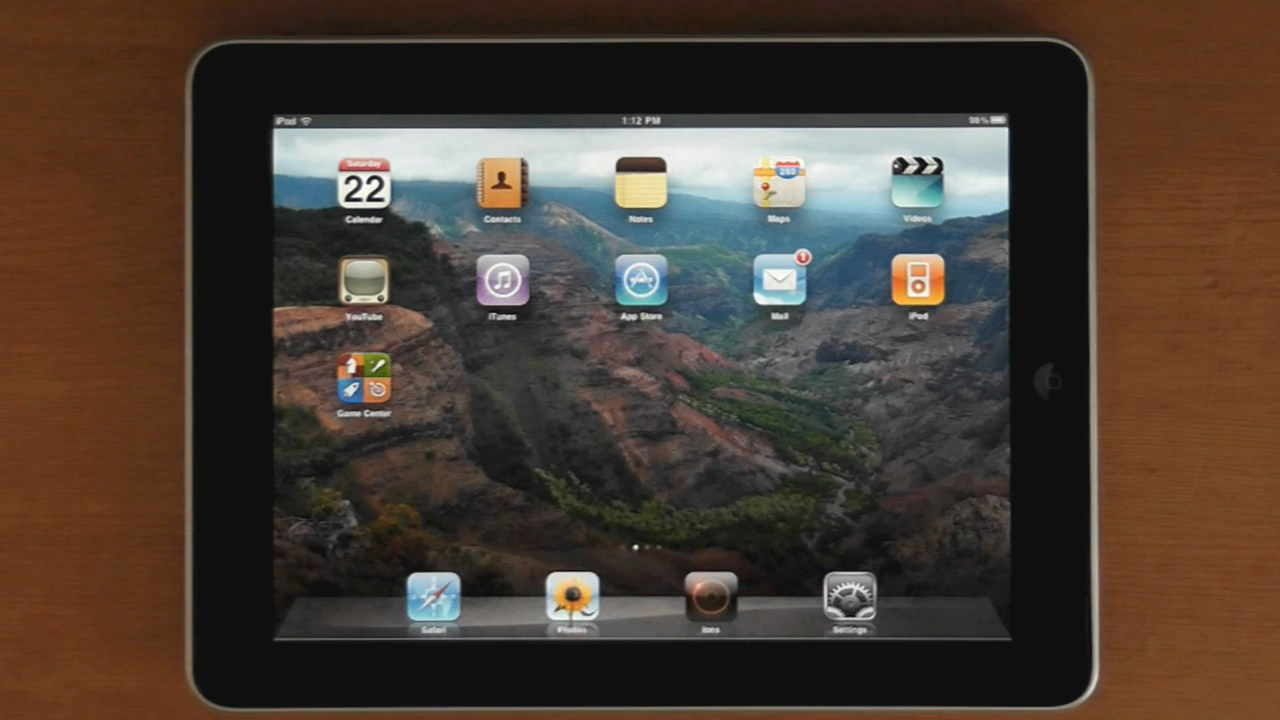 iPad 1:12 PM 98%
Saturday
22 280
Calendar Contacts Notes Maps Videos
1
YouTube iTunes App Store Mail iPod
Game Center
Safari Photos Ions Settings